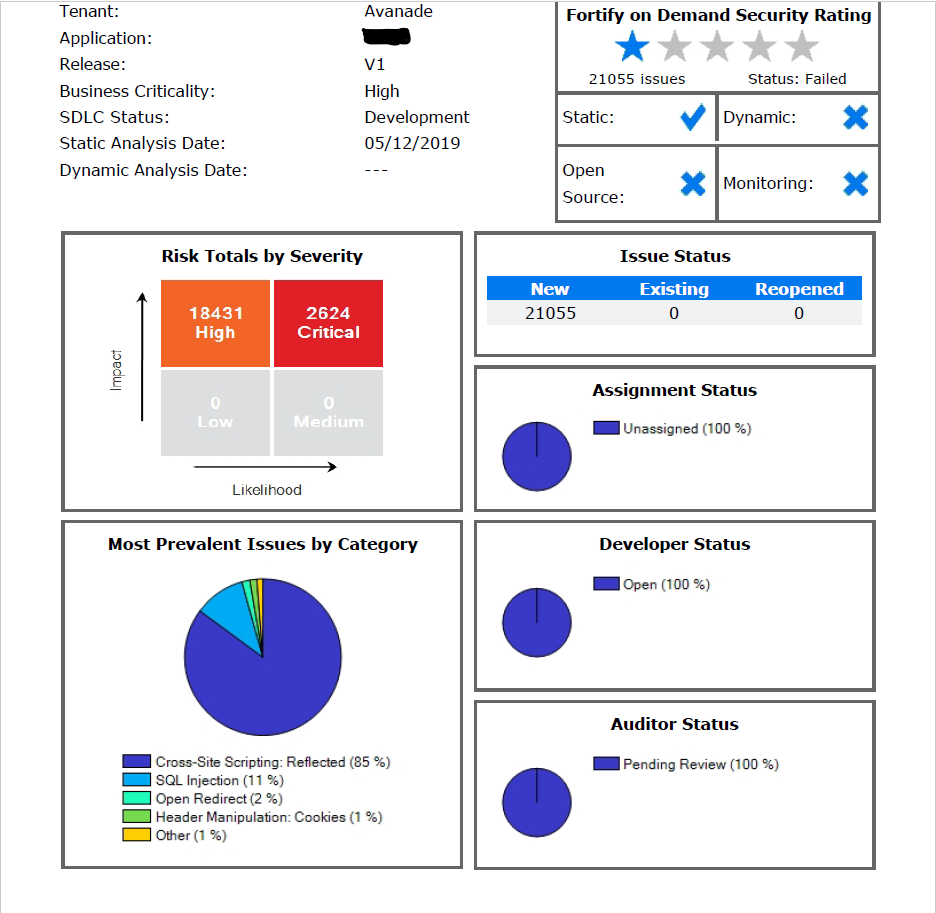 Tenant: Avanade
Application:
Release: V1
Business Criticality: High
SDLC Status: Development
Static Analysis Date: 05/12/2019
Dynamic Analysis Date: ---
Fortify on Demand Security Rating
21055 issues Status: Failed
Static: Dynamic:
Open
Source:
Monitoring:
Risk Totals by Severity
18431
High
2624
Critical
0
Low
0
Medium
Impact
Likelihood
Issue Status
New Existing Reopened
21055 0 0
Assignment Status
Unassigned (100 %)
Most Prevalent Issues by Category
Cross-Site Scripting: Reflected (85 %)
SQL Injection (11 %)
Open Redirect (2 %)
Header Manipulation: Cookies (1 %)
Other (1 %)
Developer Status
Open (100 %)
Auditor Status
Pending Review (100 %)